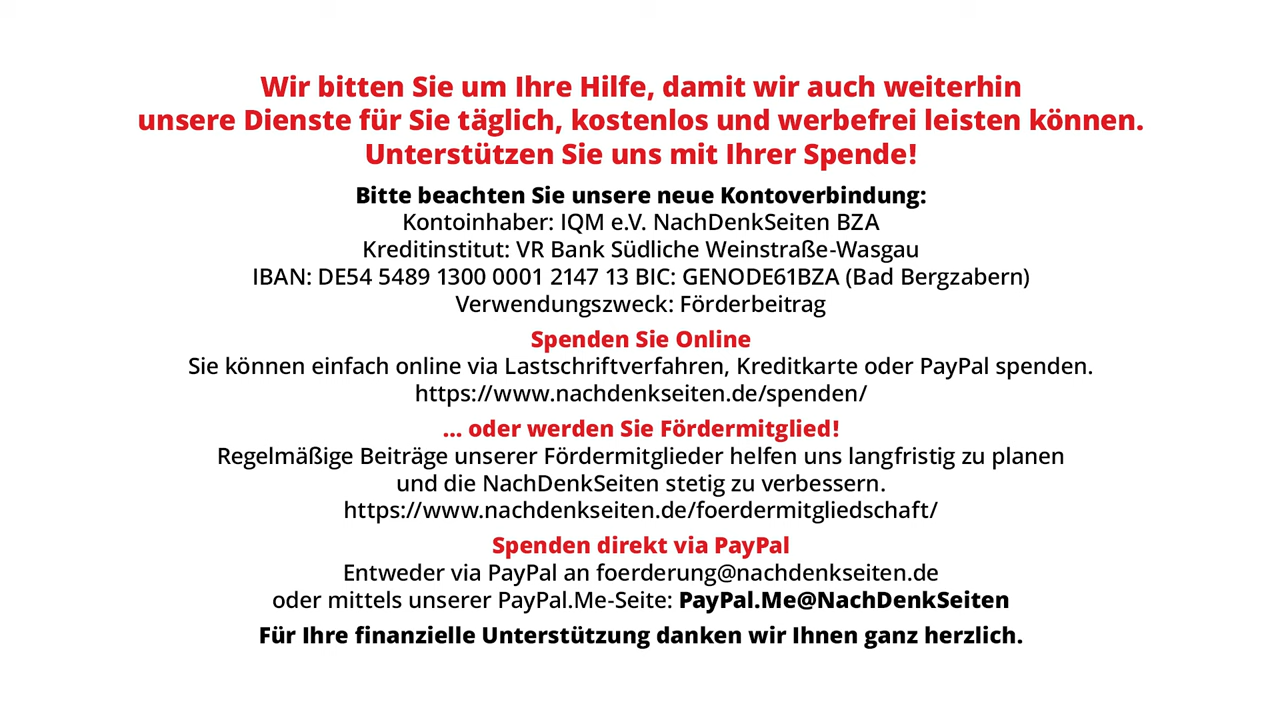 Wir bitten Sie um Ihre Hilfe, damit wir auch weiterhin
unsere Dienste für Sie täglich, kostenlos und werbefrei leisten können.
Unterstützen Sie uns mit Ihrer Spende!
Bitte beachten Sie unsere neue Kontoverbindung:
Kontoinhaber: IQM e.V. NachDenkSeiten BZA
Kreditinstitut: VR Bank Südliche Weinstraße-Wasgau
IBAN: DE54 5489 1300 0001 2147 13 BIC: GENODE61BZA (Bad Bergzabern)
Verwendungszweck: Förderbeitrag
Spenden Sie Online
Sie können einfach online via Lastschriftverfahren, Kreditkarte oder PayPal spenden.
https://www.nachdenkseiten.de/spenden/
... oder werden Sie Fördermitglied!
Regelmäßige Beiträge unserer Fördermitglieder helfen uns langfristig zu planen
und die NachDenkSeiten stetig zu verbessern.
https://www.nachdenkseiten.de/foerdermitgliedschaft/
Spenden direkt via PayPal
Entweder via PayPal an foerderung@nachdenkseiten.de
oder mittels unserer PayPal.Me-Seite: PayPal.Me@NachDenkSeiten
Für Ihre finanzielle Unterstützung danken wir Ihnen ganz herzlich.